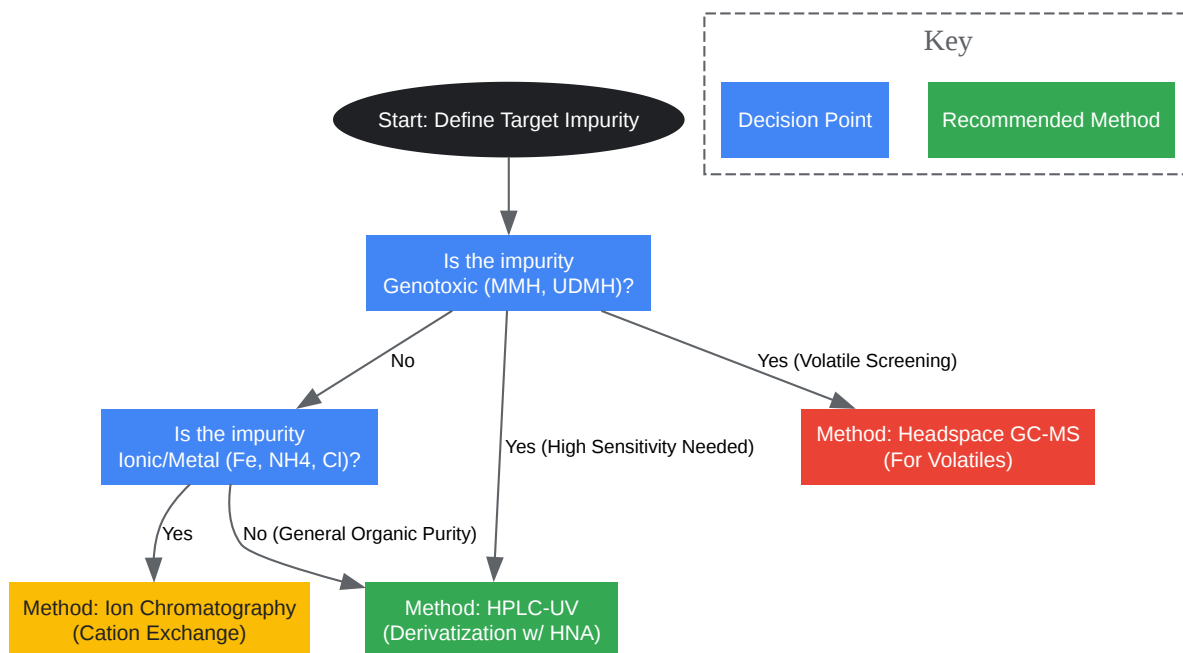 Key
Decision Point
Recommended Method
Start: Define Target Impurity
Is the impurity
Genotoxic (MMH, UDMH)?
No
Yes (Volatile Screening)
Is the impurity
Ionic/Metal (Fe, NH4, Cl)?
Yes (High Sensitivity Needed)
Method: Headspace GC-MS
(For Volatiles)
Yes
No (General Organic Purity)
Method: Ion Chromatography
(Cation Exchange)
Method: HPLC-UV
(Derivatization w/ HNA)